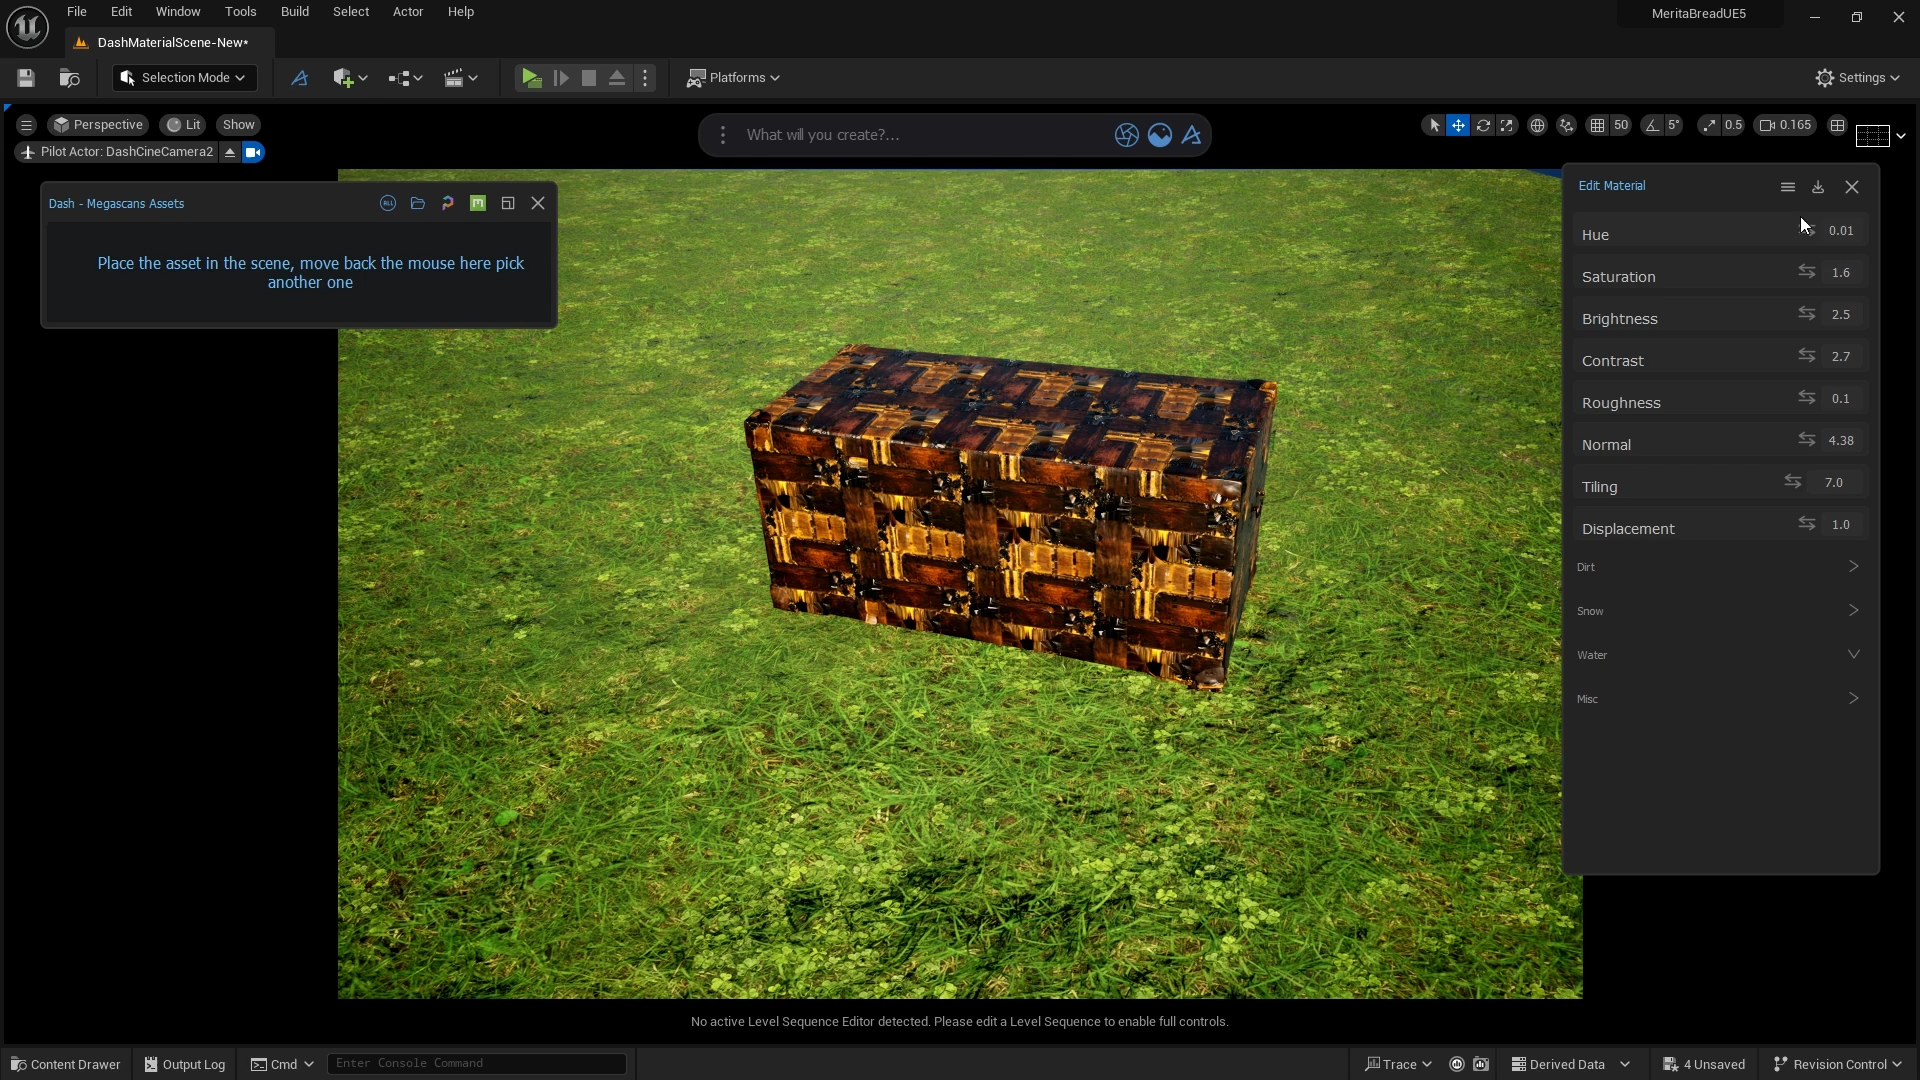 File Edit Window Tools Build Select Actor Help
MeritaBreadUE5
DashMaterialScene-New*
Selection Mode
Platforms
Settings
Perspective Lit Show
What will you create?...
50 5° 0.5 0.165
Pilot Actor: DashCineCamera2
Dash - Megascans Assets
ALL
Place the asset in the scene, move back the mouse here pick
another one
Edit Material
Hue 0.01
Saturation 1.6
Brightness 2.5
Contrast 2.7
Roughness 0.1
Normal 4.38
Tiling 7.0
Displacement 1.0
Dirt
Snow
Water
Misc
No active Level Sequence Editor detected. Please edit a Level Sequence to enable full controls.
Content Drawer Output Log Cmd Enter Console Command Trace Derived Data 4 Unsaved Revision Control